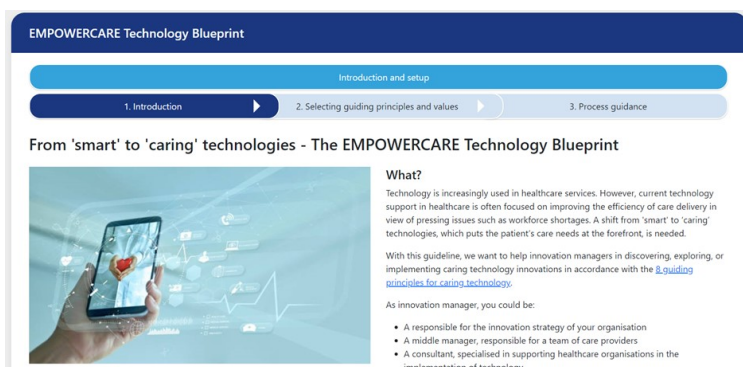 EMPOWERCARE Technology Blueprint
Introduction and setup
1. Introduction
2. Selecting guiding principles and values
3. Process guidance
From 'smart' to 'caring' technologies - The EMPOWERCARE Technology Blueprint
What?
Technology is increasingly used in healthcare services. However, current technology
support in healthcare is often focused on improving the efficiency of care delivery in
view of pressing issues such as workforce shortages. A shift from 'smart' to 'caring'
technologies, which puts the patient's care needs at the forefront, is needed.
With this guideline, we want to help innovation managers in discovering, exploring, or
implementing caring technology innovations in accordance with the 8 guiding
principles for caring technology.
As innovation manager, you could be:
• A responsible for the innovation strategy of your organisation
• A middle manager, responsible for a team of care providers
• A consultant, specialised in supporting healthcare organisations in the
implementation of technology